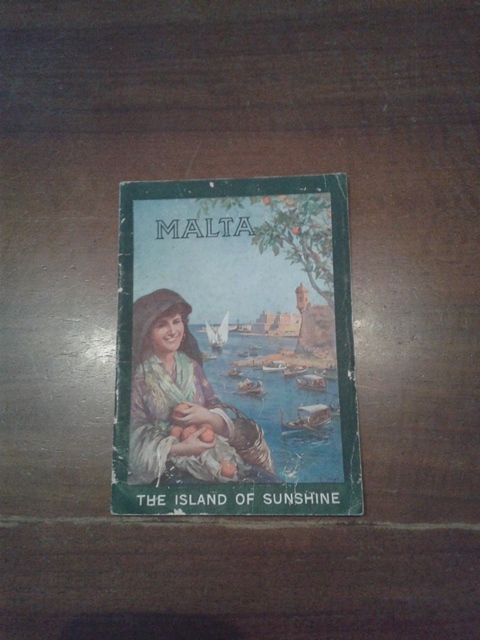 MALTA
THE ISLAND OF SUNSHINE